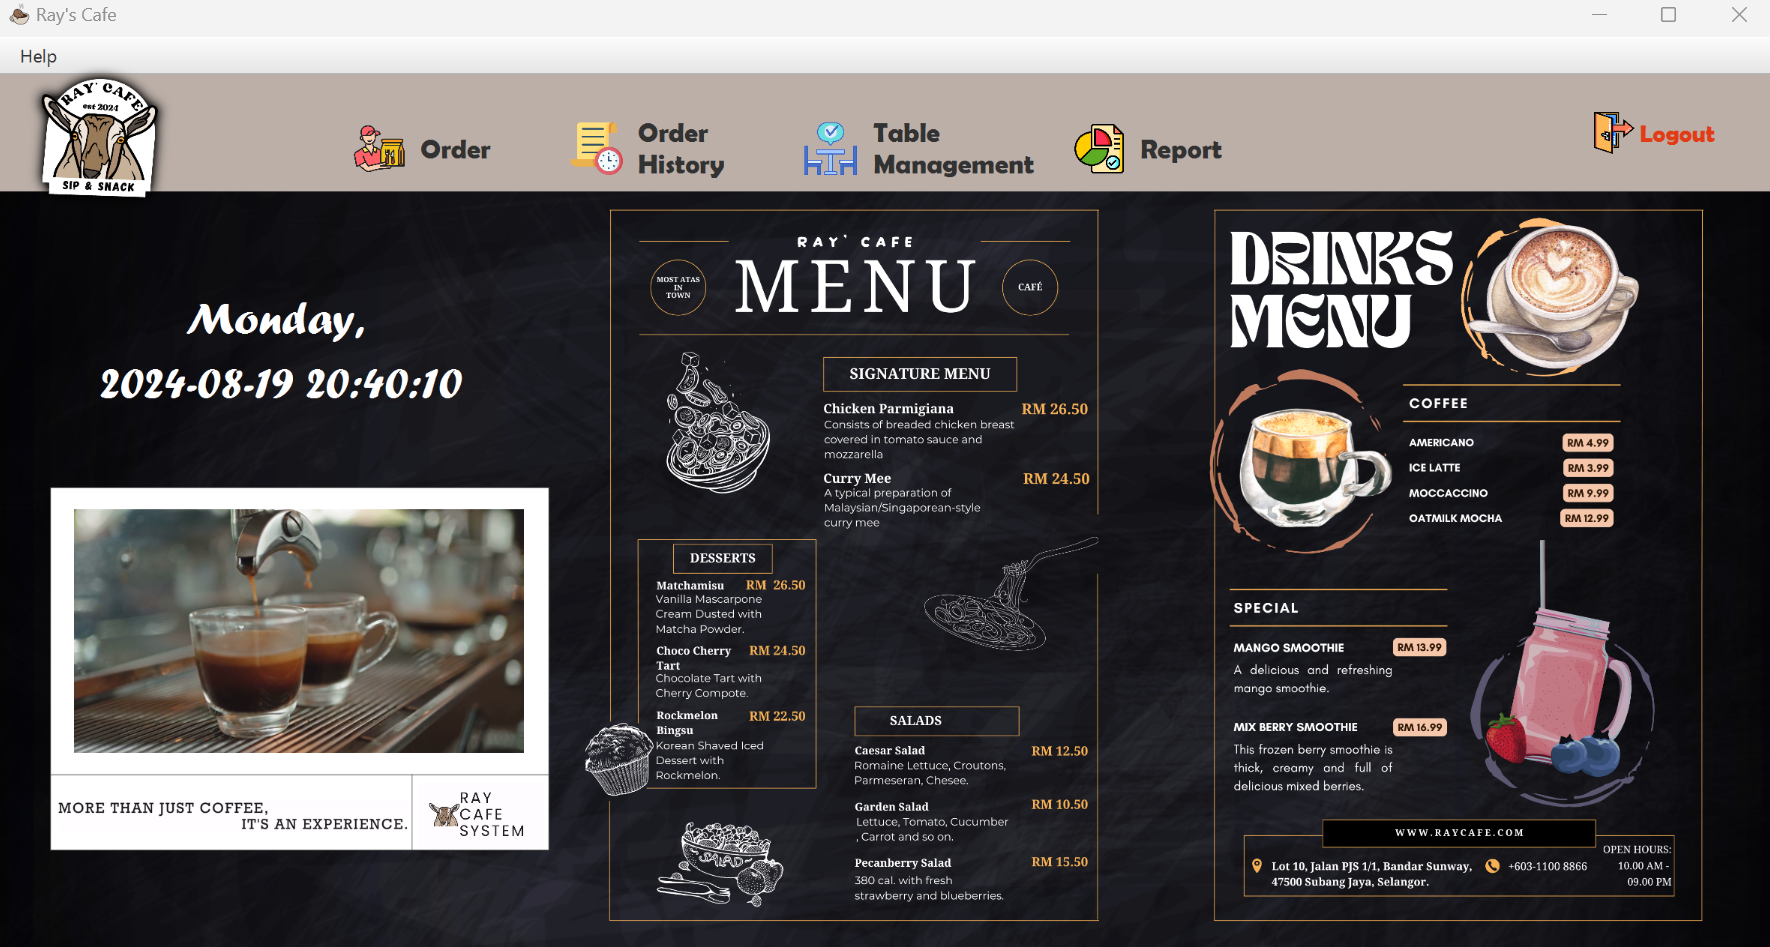 Ray's Cafe
Help
RAY' CAFE
est 2024
SIP & SNACK
Order
Order
History
Table
Management
Report
Logout
Monday,
2024-08-19 20:40:10
MORE THAN JUST COFFEE,
IT'S AN EXPERIENCE.
RAY
CAFE
SYSTEM
RAY' CAFE
MENU
MOST ATAS
IN
TOWN
CAFÉ
SIGNATURE MENU
Chicken Parmigiana RM 26.50
Consists of breaded chicken breast
covered in tomato sauce and
mozzarella
Curry Mee RM 24.50
A typical preparation of
Malaysian/Singaporean-style
curry mee
DESSERTS
Matchamisu RM 26.50
Vanilla Mascarpone
Cream Dusted with
Matcha Powder.
Choco Cherry RM 24.50
Tart
Chocolate Tart with
Cherry Compote.
Rockmelon RM 22.50
Bingsu
Korean Shaved Iced
Dessert with
Rockmelon.
SALADS
Caesar Salad RM 12.50
Romaine Lettuce, Croutons,
Parmeseran, Chesee.
Garden Salad RM 10.50
Lettuce, Tomato, Cucumber
, Carrot and so on.
Pecanberry Salad RM 15.50
380 cal. with fresh
strawberry and blueberries.
SALAD
DRINKS
MENU
COFFEE
AMERICANO RM 4.99
ICE LATTE RM 3.99
MOCCACCINO RM 9.99
OATMILK MOCHA RM 12.99
SPECIAL
MANGO SMOOTHIE RM 13.99
A delicious and refreshing
mango smoothie.
MIX BERRY SMOOTHIE RM 16.99
This frozen berry smoothie is
thick, creamy and full of
delicious mixed berries.
WWW.RAYCAFE.COM
Lot 10, Jalan PJS 1/1, Bandar Sunway,
47500 Subang Jaya, Selangor.
+603-1100 8866
OPEN HOURS:
10.00 AM -
09.00 PM